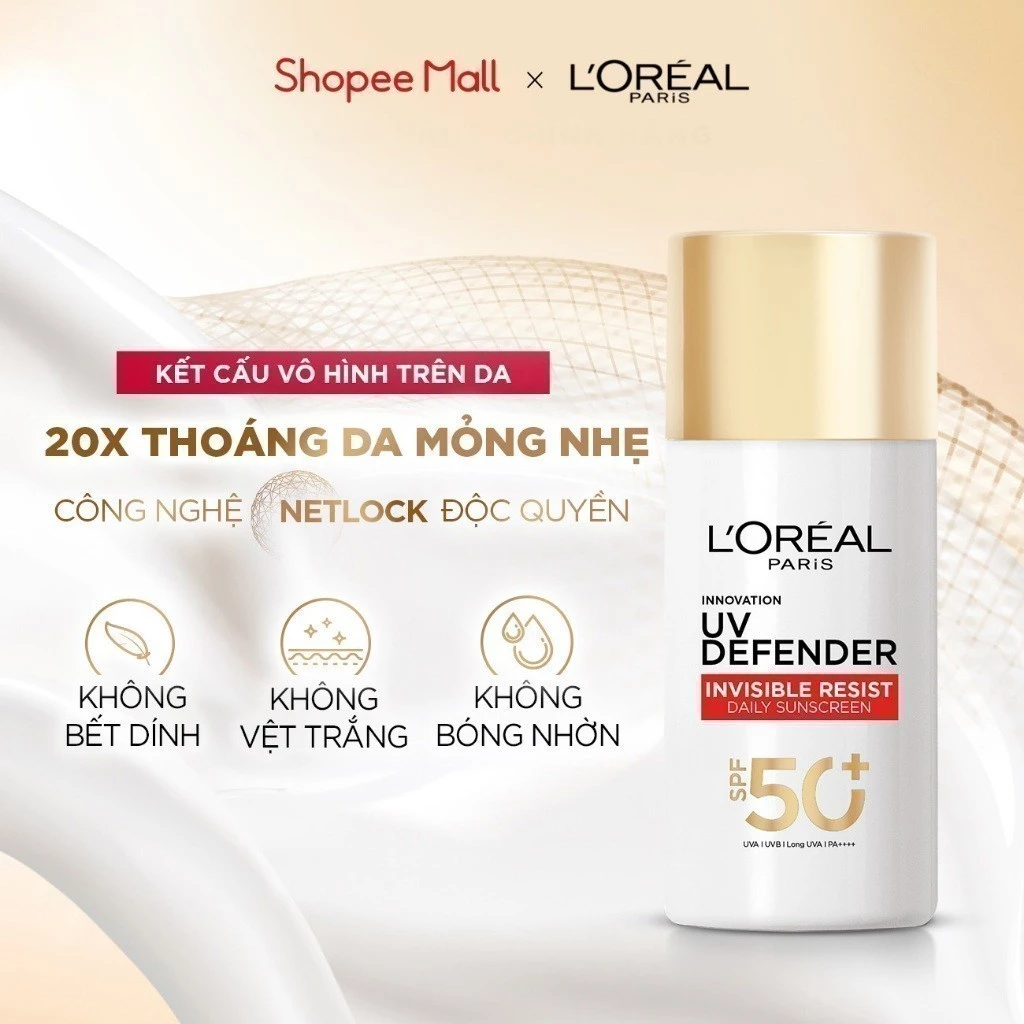 Shopee Mall × L'ORÉAL PARiS
KẾT CẤU VÔ HÌNH TRÊN DA
20X THOÁNG DA MỎNG NHẸ
CÔNG NGHỆ NETLOCK ĐỘC QUYỀN
KHÔNG
BẾT DÍNH
KHÔNG
VỆT TRẮNG
KHÔNG
BÓNG NHỜN
L'ORÉAL
PARiS
INNOVATION
UV
DEFENDER
INVISIBLE RESIST
DAILY SUNSCREEN
SPF 50+
UVA I UVB I Long UVA I PA++++